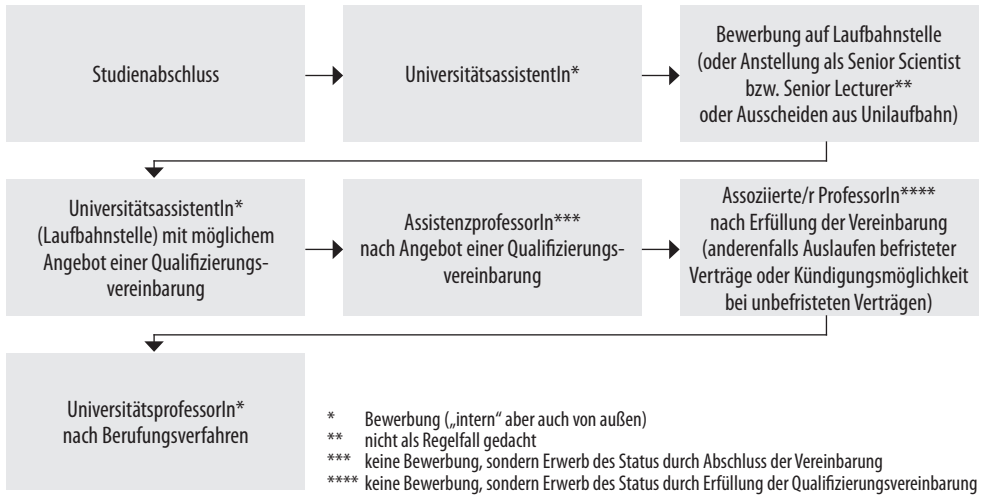 Studienabschluss
UniversitätsassistentIn*
Bewerbung auf Laufbahnstelle
(oder Anstellung als Senior Scientist
bzw. Senior Lecturer**
oder Ausscheiden aus Unilaufbahn)
UniversitätsassistentIn*
(Laufbahnstelle) mit möglichem
Angebot einer Qualifizierungs-
vereinbarung
AssistenzprofessorIn***
nach Angebot einer Qualifizierungs-
vereinbarung
Assoziierte/r ProfessorIn****
nach Erfüllung der Vereinbarung
(anderenfalls Auslaufen befristeter
Verträge oder Kündigungsmöglichkeit
bei unbefristeten Verträgen)
UniversitätsprofessorIn*
nach Berufungsverfahren
* Bewerbung („intern“ aber auch von außen)
** nicht als Regelfall gedacht
*** keine Bewerbung, sondern Erwerb des Status durch Abschluss der Vereinbarung
**** keine Bewerbung, sondern Erwerb des Status durch Erfüllung der Qualifizierungsvereinbarung